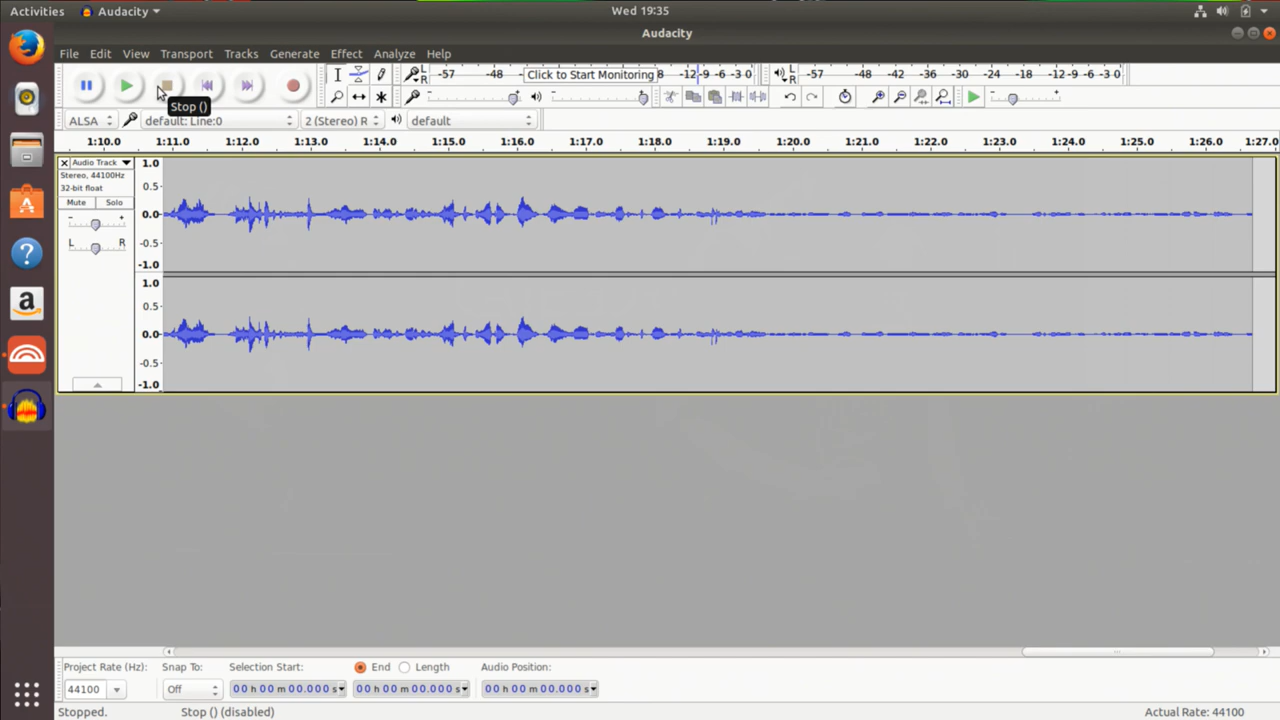 Activities
Audacity
Wed 19:35
Audacity
File Edit View Transport Tracks Generate Effect Analyze Help
L R -57 -48 Click to Start Monitoring 8 -12 -9 -6 -3 0
L R -57 -48 -42 -36 -30 -24 -18 -12 -9 -6 -3 0
Stop ()
ALSA default: Line:0 2 (Stereo) R default
1:10.0 1:11.0 1:12.0 1:13.0 1:14.0 1:15.0 1:16.0 1:17.0 1:18.0 1:19.0 1:20.0 1:21.0 1:22.0 1:23.0 1:24.0 1:25.0 1:26.0 1:27.0
Audio Track
Stereo, 44100Hz
32-bit float
Mute Solo
- +
L R
1.0
0.5
0.0
-0.5
-1.0
1.0
0.5
0.0
-0.5
-1.0
Project Rate (Hz): Snap To: Selection Start: End Length Audio Position:
44100 Off 00 h 00 m 00.000 s 00 h 00 m 00.000 s 00 h 00 m 00.000 s
Stopped. Stop () (disabled) Actual Rate: 44100